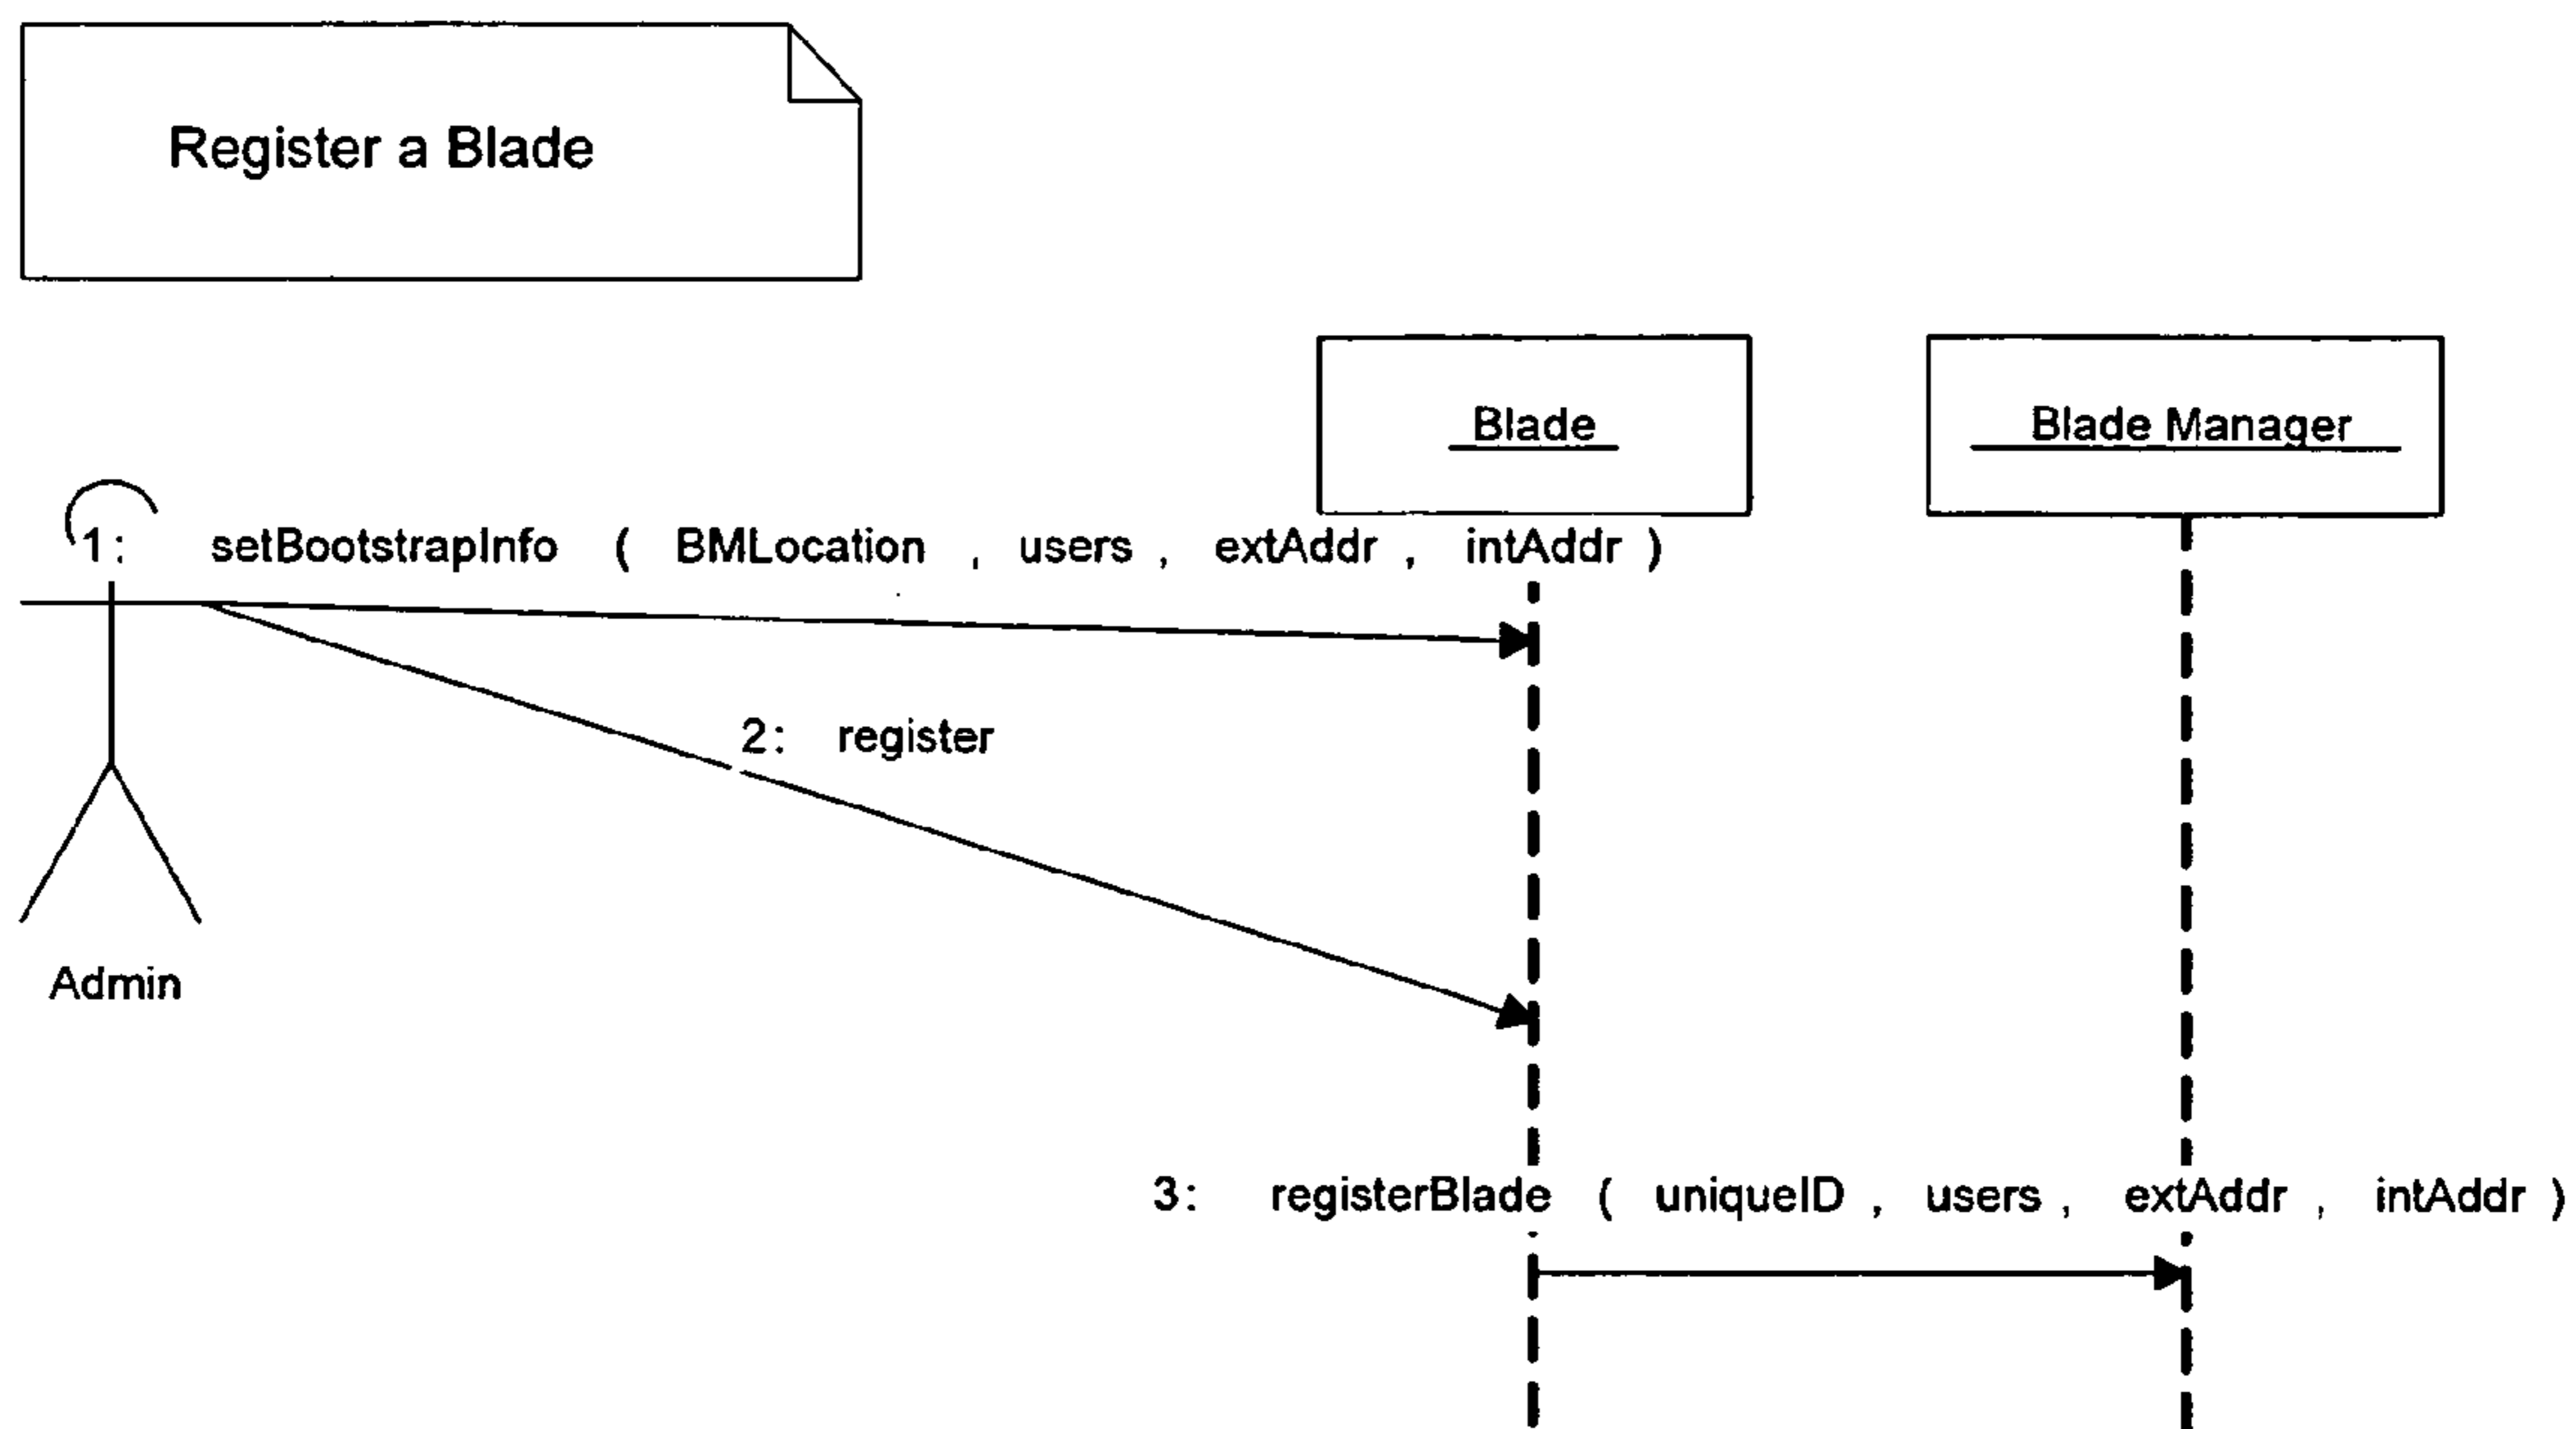 Register a Blade
Blade
Blade Manager
1: setBootstrapInfo ( BMLocation , users , extAddr , intAddr )
2: register
Admin
3: registerBlade ( uniqueID , users , extAddr , intAddr )